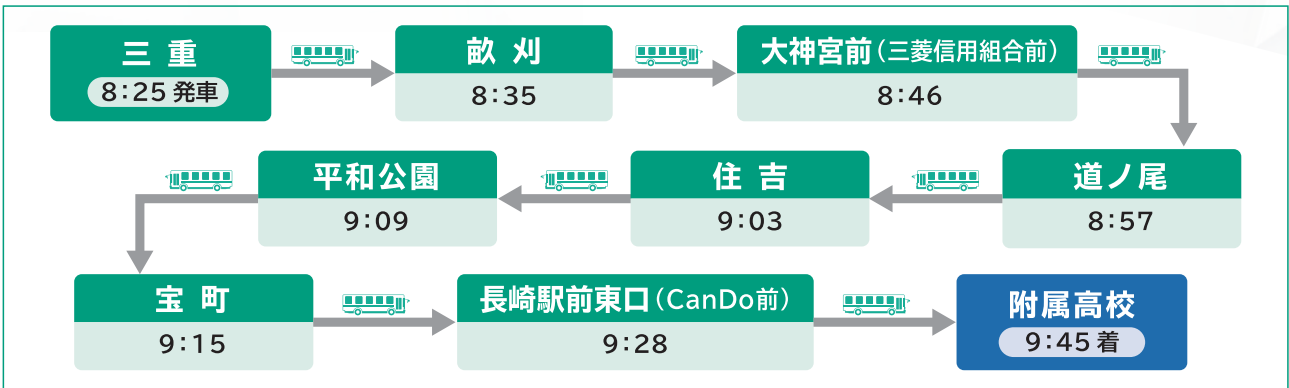 三重
8:25 発車
畝刈
8:35
大神宮前（三菱信用組合前）
8:46
道ノ尾
8:57
住吉
9:03
平和公園
9:09
宝町
9:15
長崎駅前東口（CanDo前）
9:28
附属高校
9:45 着